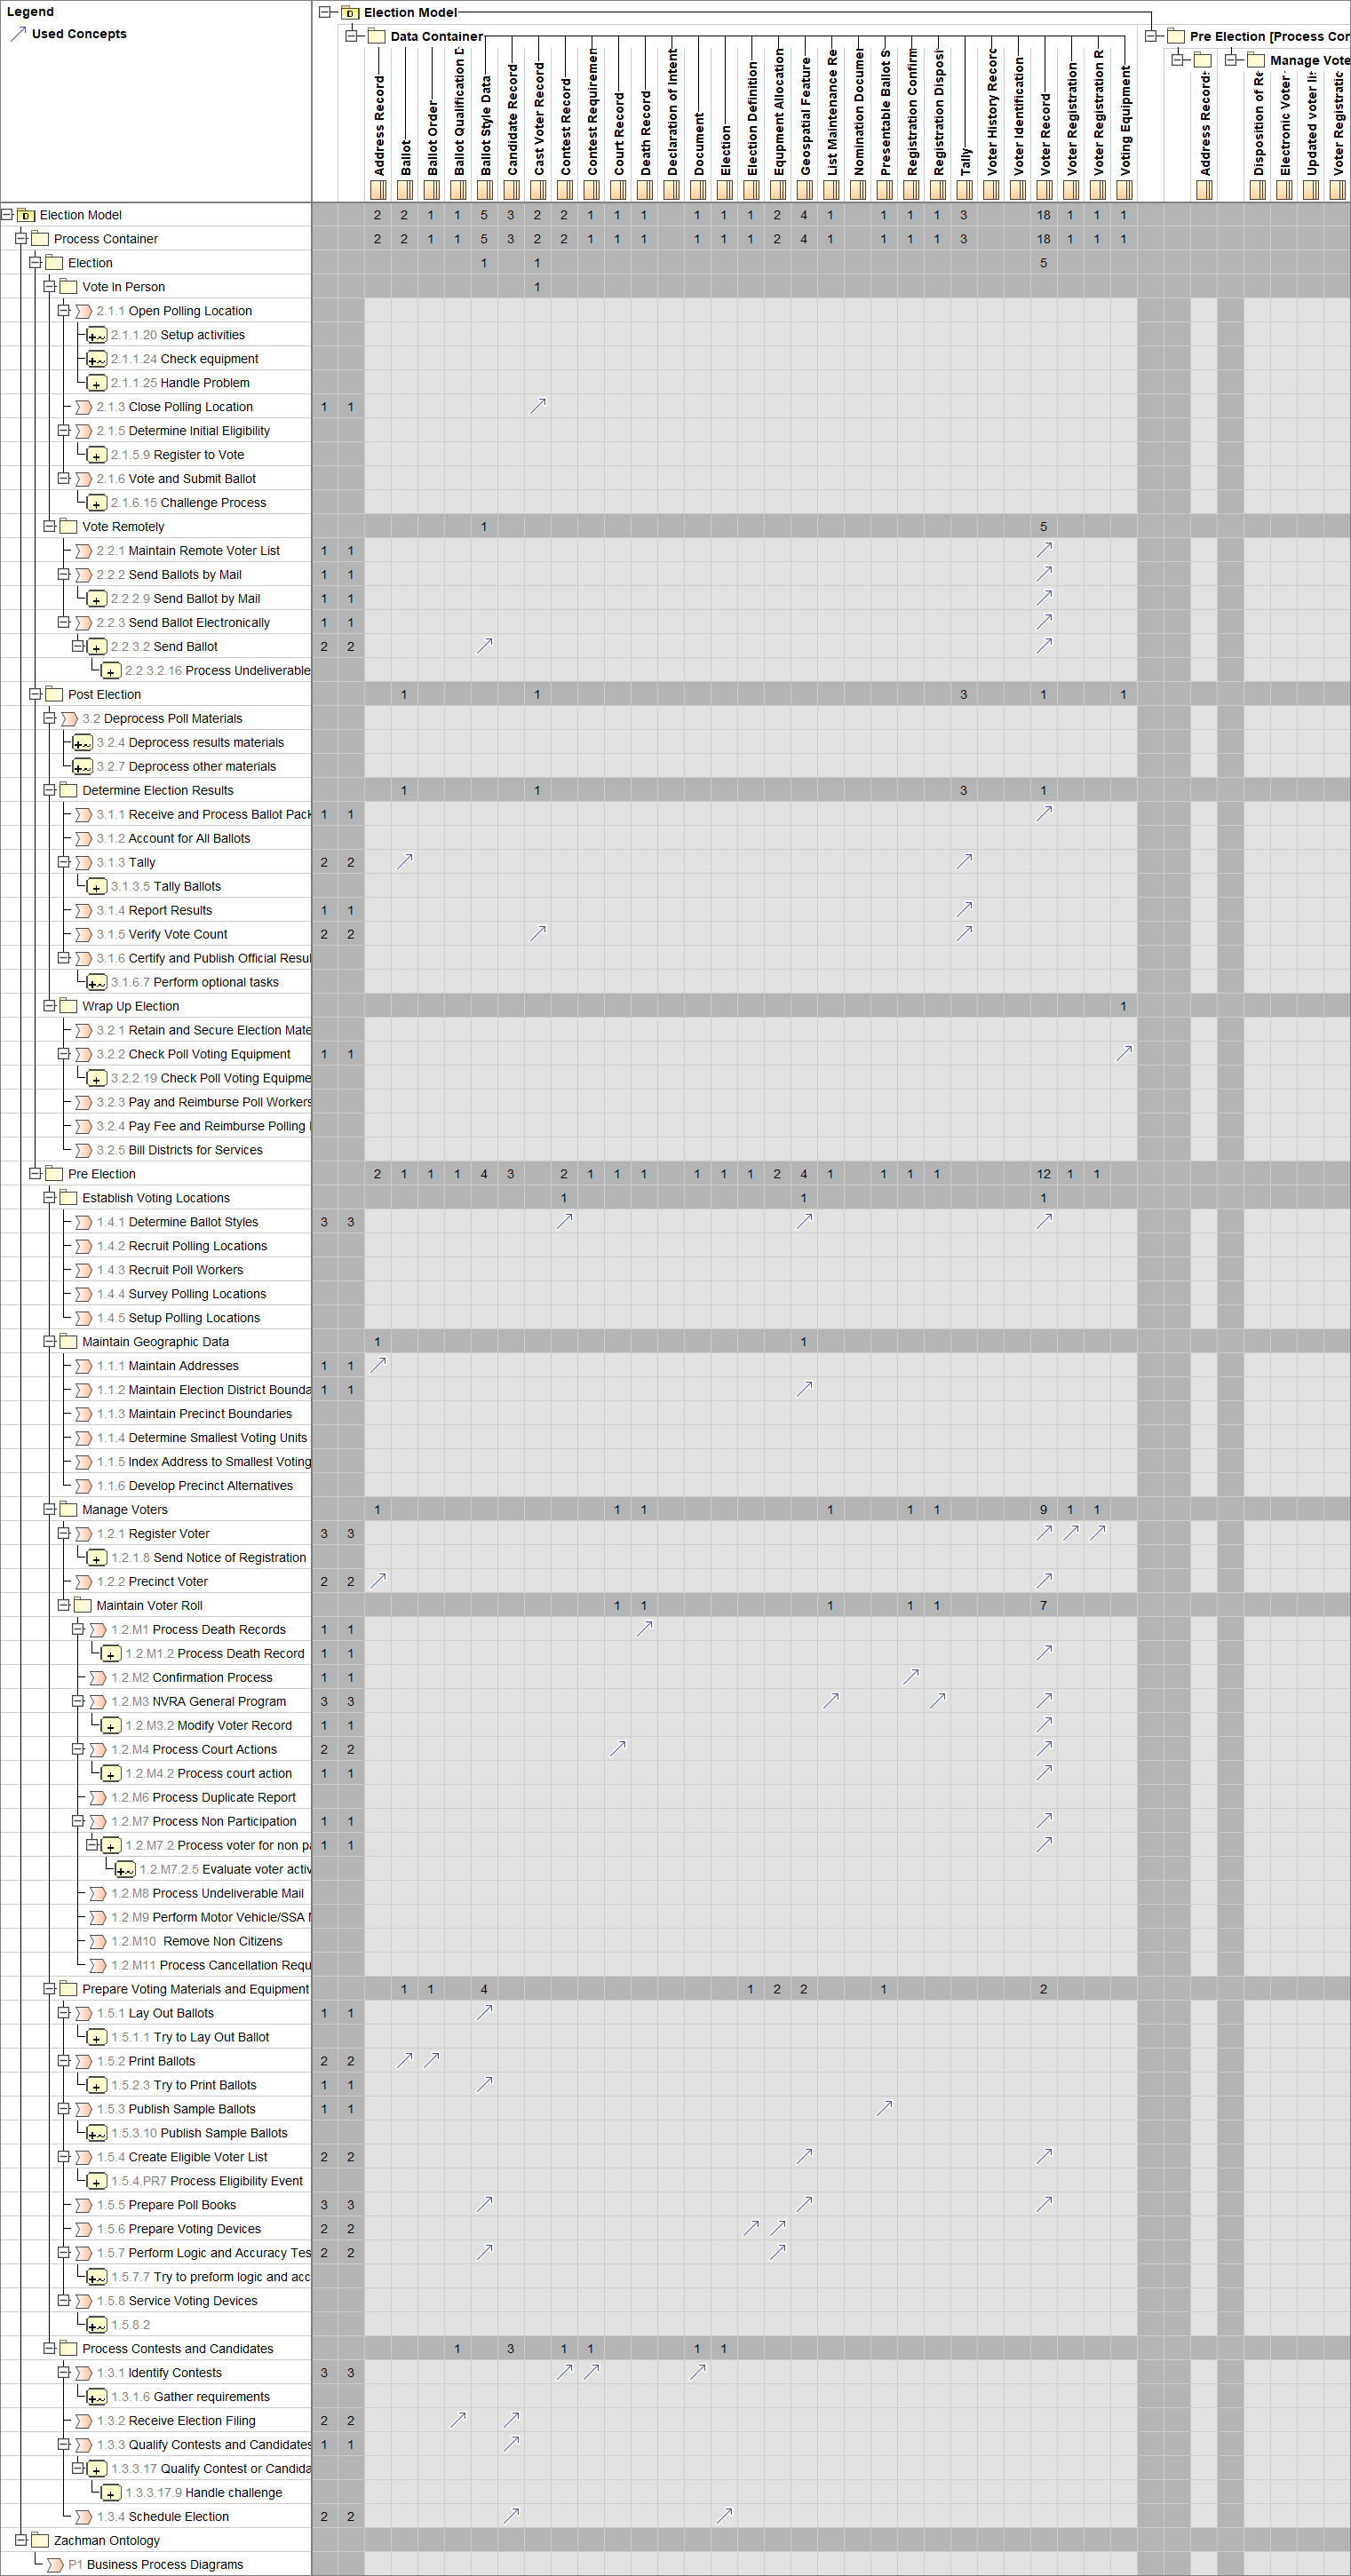 Legend
Used Concepts
Election Model
Data Container
Pre Election [Process Con
Manage Vote
Address Record
Ballot
Ballot Order
Ballot Qualification D
Ballot Style Data
Candidate Record
Cast Voter Record
Contest Record
Contest Requiremen
Court Record
Death Record
Declaration of Intent
Document
Election
Election Definition
Equpment Allocation
Geospatial Feature
List Maintenance Re
Nomination Documen
Presentable Ballot S
Registration Confirm
Registration Disposi
Tally
Voter History Record
Voter Identification
Voter Record
Voter Registration
Voter Registration R
Voting Equipment
Address Record
Disposition of Re
Electronic Voter
Updated voter li
Voter Registratic
Election Model 2 2 1 1 5 3 2 2 1 1 1 1 1 1 2 4 1 1 1 1 3 18 1 1 1
Process Container 2 2 1 1 5 3 2 2 1 1 1 1 1 1 2 4 1 1 1 1 3 18 1 1 1
Election 1 1 5
Vote In Person 1
2.1.1 Open Polling Location
2.1.1.20 Setup activities
2.1.1.24 Check equipment
2.1.1.25 Handle Problem
2.1.3 Close Polling Location 1 1
2.1.5 Determine Initial Eligibility
2.1.5.9 Register to Vote
2.1.6 Vote and Submit Ballot
2.1.6.15 Challenge Process
Vote Remotely 1 5
2.2.1 Maintain Remote Voter List 1 1
2.2.2 Send Ballots by Mail 1 1
2.2.2.9 Send Ballot by Mail 1 1
2.2.3 Send Ballot Electronically 1 1
2.2.3.2 Send Ballot 2 2
2.2.3.2.16 Process Undeliverable
Post Election 1 1 3 1 1
3.2 Deprocess Poll Materials
3.2.4 Deprocess results materials
3.2.7 Deprocess other materials
Determine Election Results 1 1 3 1
3.1.1 Receive and Process Ballot Pack 1 1
3.1.2 Account for All Ballots
3.1.3 Tally 2 2
3.1.3.5 Tally Ballots
3.1.4 Report Results 1 1
3.1.5 Verify Vote Count 2 2
3.1.6 Certify and Publish Official Resul
3.1.6.7 Perform optional tasks
Wrap Up Election 1
3.2.1 Retain and Secure Election Mate
3.2.2 Check Poll Voting Equipment 1 1
3.2.2.19 Check Poll Voting Equipme
3.2.3 Pay and Reimburse Poll Workers
3.2.4 Pay Fee and Reimburse Polling
3.2.5 Bill Districts for Services
Pre Election 2 1 1 1 4 3 2 1 1 1 1 1 1 2 4 1 1 1 1 12 1 1
Establish Voting Locations 1 1 1
1.4.1 Determine Ballot Styles 3 3
1.4.2 Recruit Polling Locations
1.4.3 Recruit Poll Workers
1.4.4 Survey Polling Locations
1.4.5 Setup Polling Locations
Maintain Geographic Data 1 1
1.1.1 Maintain Addresses 1 1
1.1.2 Maintain Election District Bounda 1 1
1.1.3 Maintain Precinct Boundaries
1.1.4 Determine Smallest Voting Units
1.1.5 Index Address to Smallest Voting
1.1.6 Develop Precinct Alternatives
Manage Voters 1 1 1 1 1 1 9 1 1
1.2.1 Register Voter 3 3
1.2.1.8 Send Notice of Registration
1.2.2 Precinct Voter 2 2
Maintain Voter Roll 1 1 1 1 1 7
1.2.M1 Process Death Records 1 1
1.2.M1.2 Process Death Record 1 1
1.2.M2 Confirmation Process 1 1
1.2.M3 NVRA General Program 3 3
1.2.M3.2 Modify Voter Record 1 1
1.2.M4 Process Court Actions 2 2
1.2.M4.2 Process court action 1 1
1.2.M6 Process Duplicate Report
1.2.M7 Process Non Participation 1 1
1.2.M7.2 Process voter for non pa 1 1
1.2.M7.2.5 Evaluate voter activ
1.2.M8 Process Undeliverable Mail
1.2.M9 Perform Motor Vehicle/SSA
1.2.M10 Remove Non Citizens
1.2.M11 Process Cancellation Requ
Prepare Voting Materials and Equipment 1 1 4 1 2 2 1 2
1.5.1 Lay Out Ballots 1 1
1.5.1.1 Try to Lay Out Ballot
1.5.2 Print Ballots 2 2
1.5.2.3 Try to Print Ballots 1 1
1.5.3 Publish Sample Ballots 1 1
1.5.3.10 Publish Sample Ballots
1.5.4 Create Eligible Voter List 2 2
1.5.4.PR7 Process Eligibility Event
1.5.5 Prepare Poll Books 3 3
1.5.6 Prepare Voting Devices 2 2
1.5.7 Perform Logic and Accuracy Tes 2 2
1.5.7.7 Try to preform logic and acc
1.5.8 Service Voting Devices
1.5.8.2
Process Contests and Candidates 1 3 1 1 1 1
1.3.1 Identify Contests 3 3
1.3.1.6 Gather requirements
1.3.2 Receive Election Filing 2 2
1.3.3 Qualify Contests and Candidates 1 1
1.3.3.17 Qualify Contest or Candida
1.3.3.17.9 Handle challenge
1.3.4 Schedule Election 2 2
Zachman Ontology
P1 Business Process Diagrams